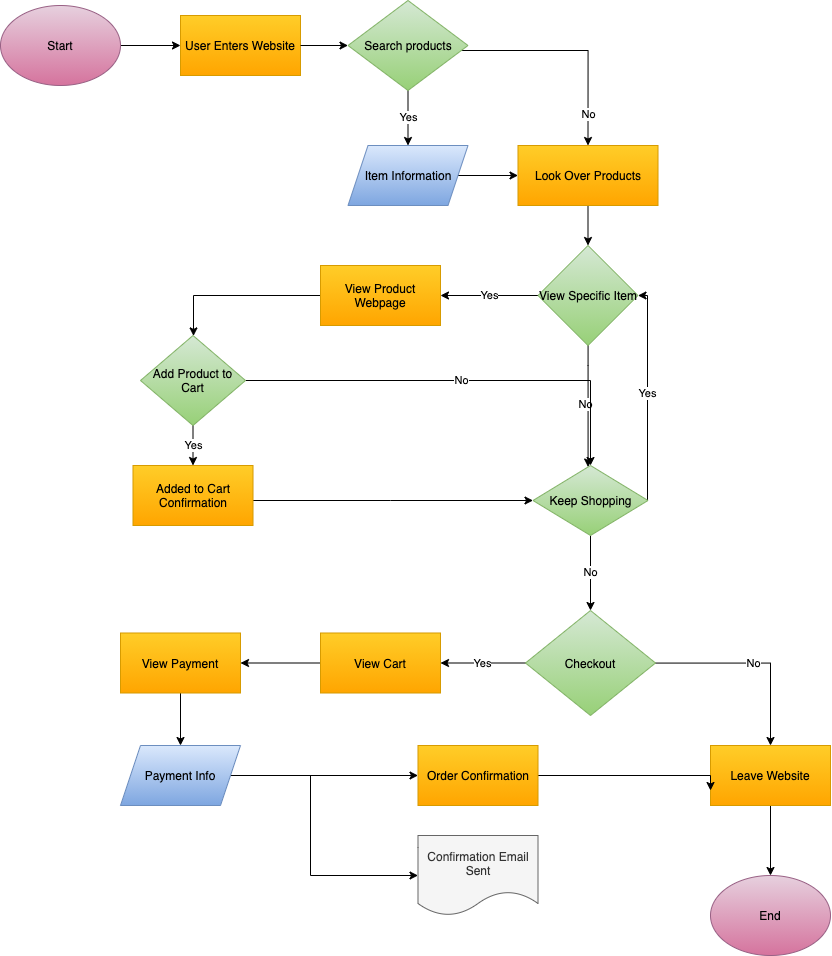 Start
User Enters Website
Search products
Yes
No
Item Information
Look Over Products
View Product
Webpage
Yes
View Specific Item
Add Product to
Cart
No
No
Yes
Yes
Added to Cart
Confirmation
Keep Shopping
No
View Payment
View Cart
Yes
Checkout
No
Payment Info
Order Confirmation
Leave Website
Confirmation Email
Sent
End